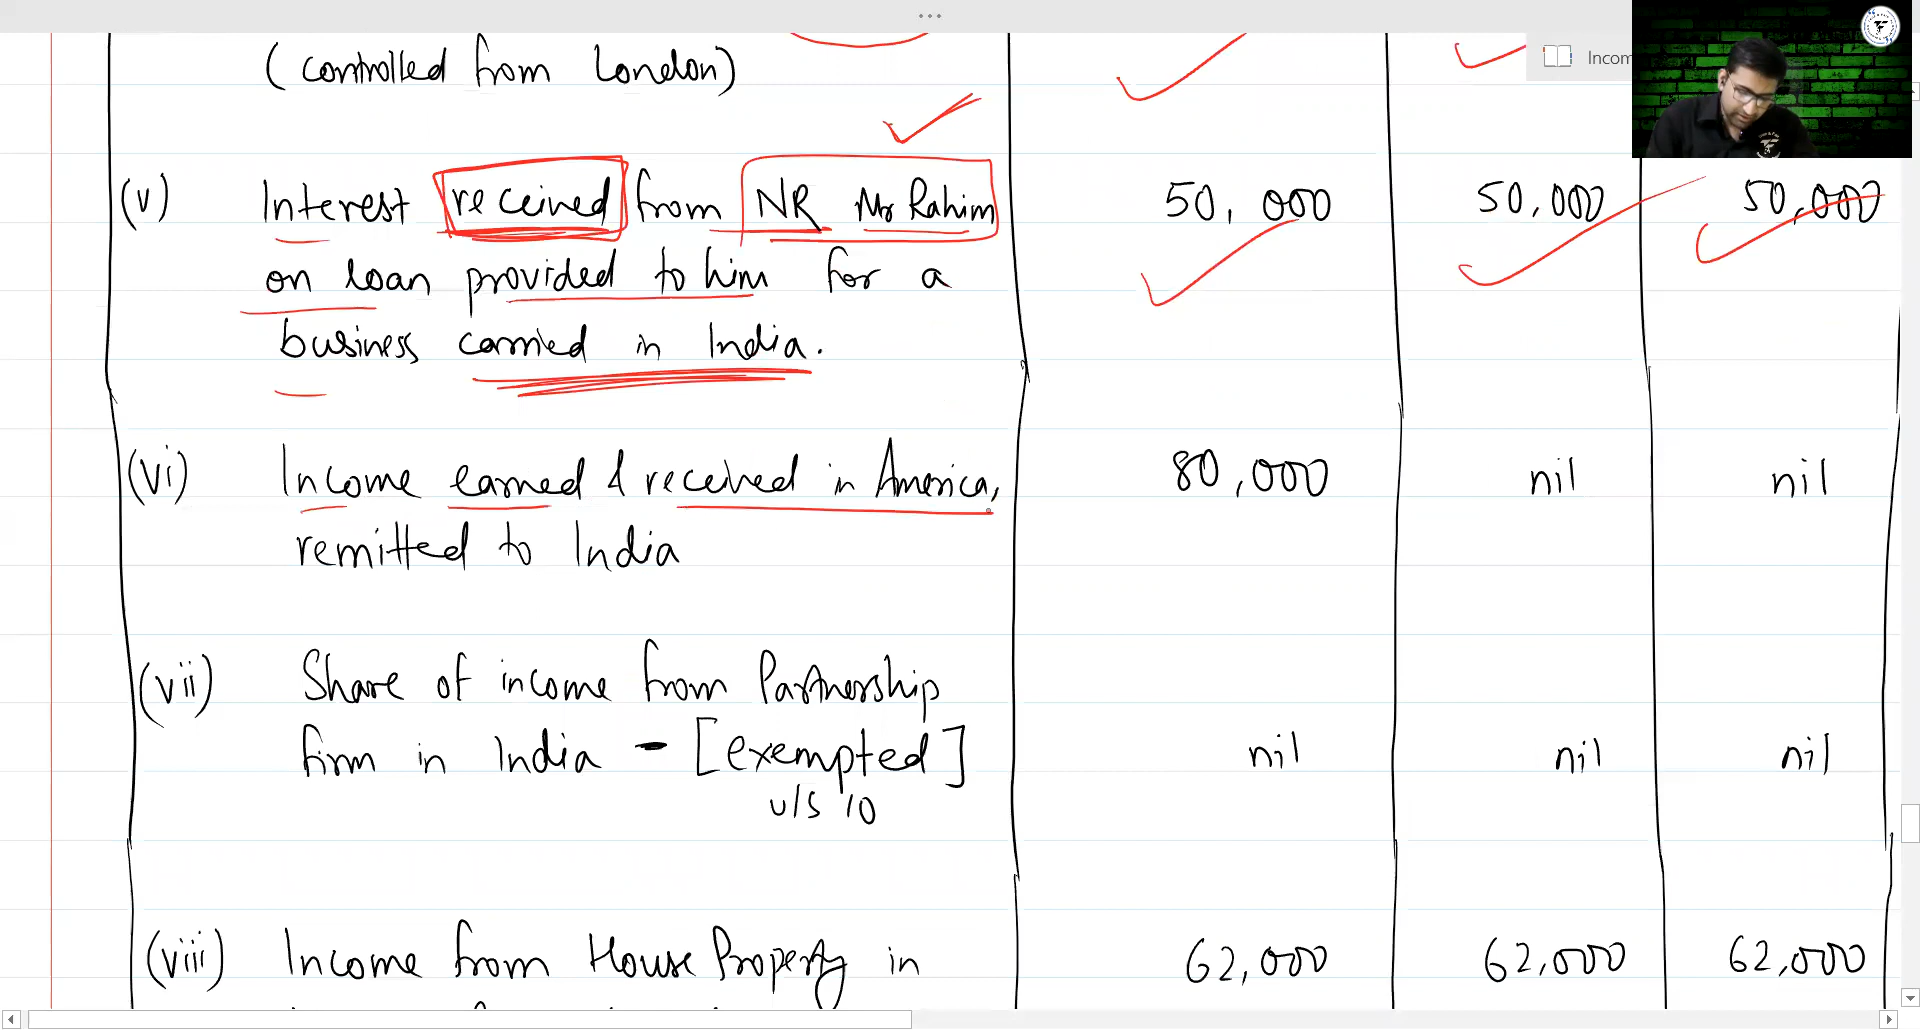 Incom
(controlled from London)
(v) Interest received from NR Mr Rahim 50,000 50,000 50,000
on loan provided to him for a
business carried in India.
(vi) Income earned & received in America, 80,000 nil nil
remitted to India
(vii) Share of income from Partnership
firm in India - [exempted] nil nil nil
u/s 10
(viii) Income from House Property in 62,000 62,000 62,000